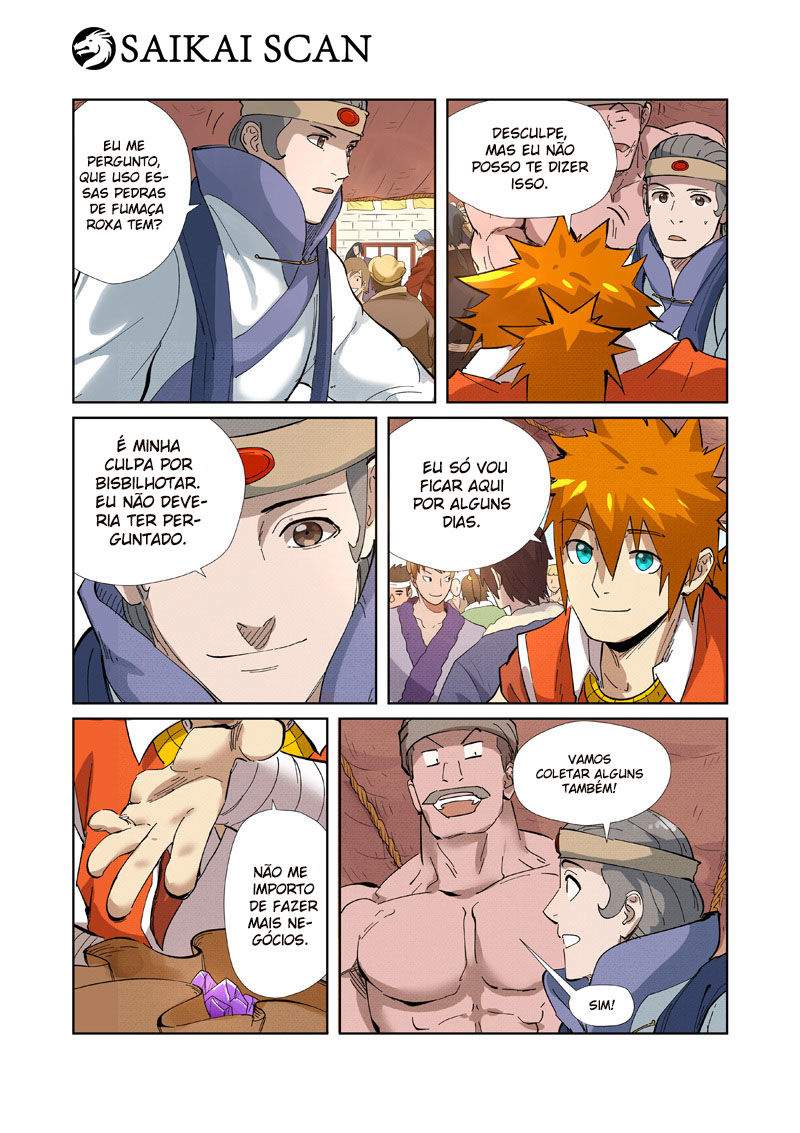 SAIKAI SCAN
EU ME
PERGUNTO,
QUE USO ES-
SAS PEDRAS
DE FUMAÇA
ROXA TEM?
DESCULPE,
MAS EU NÃO
POSSO TE DIZER
ISSO.
É MINHA
CULPA POR
BISBILHOTAR.
EU NÃO DEVE-
RIA TER PER-
GUNTADO.
EU SÓ VOU
FICAR AQUI
POR ALGUNS
DIAS.
NÃO ME
IMPORTO
DE FAZER
MAIS NE-
GÓCIOS.
VAMOS
COLETAR ALGUNS
TAMBÉM!
SIM!